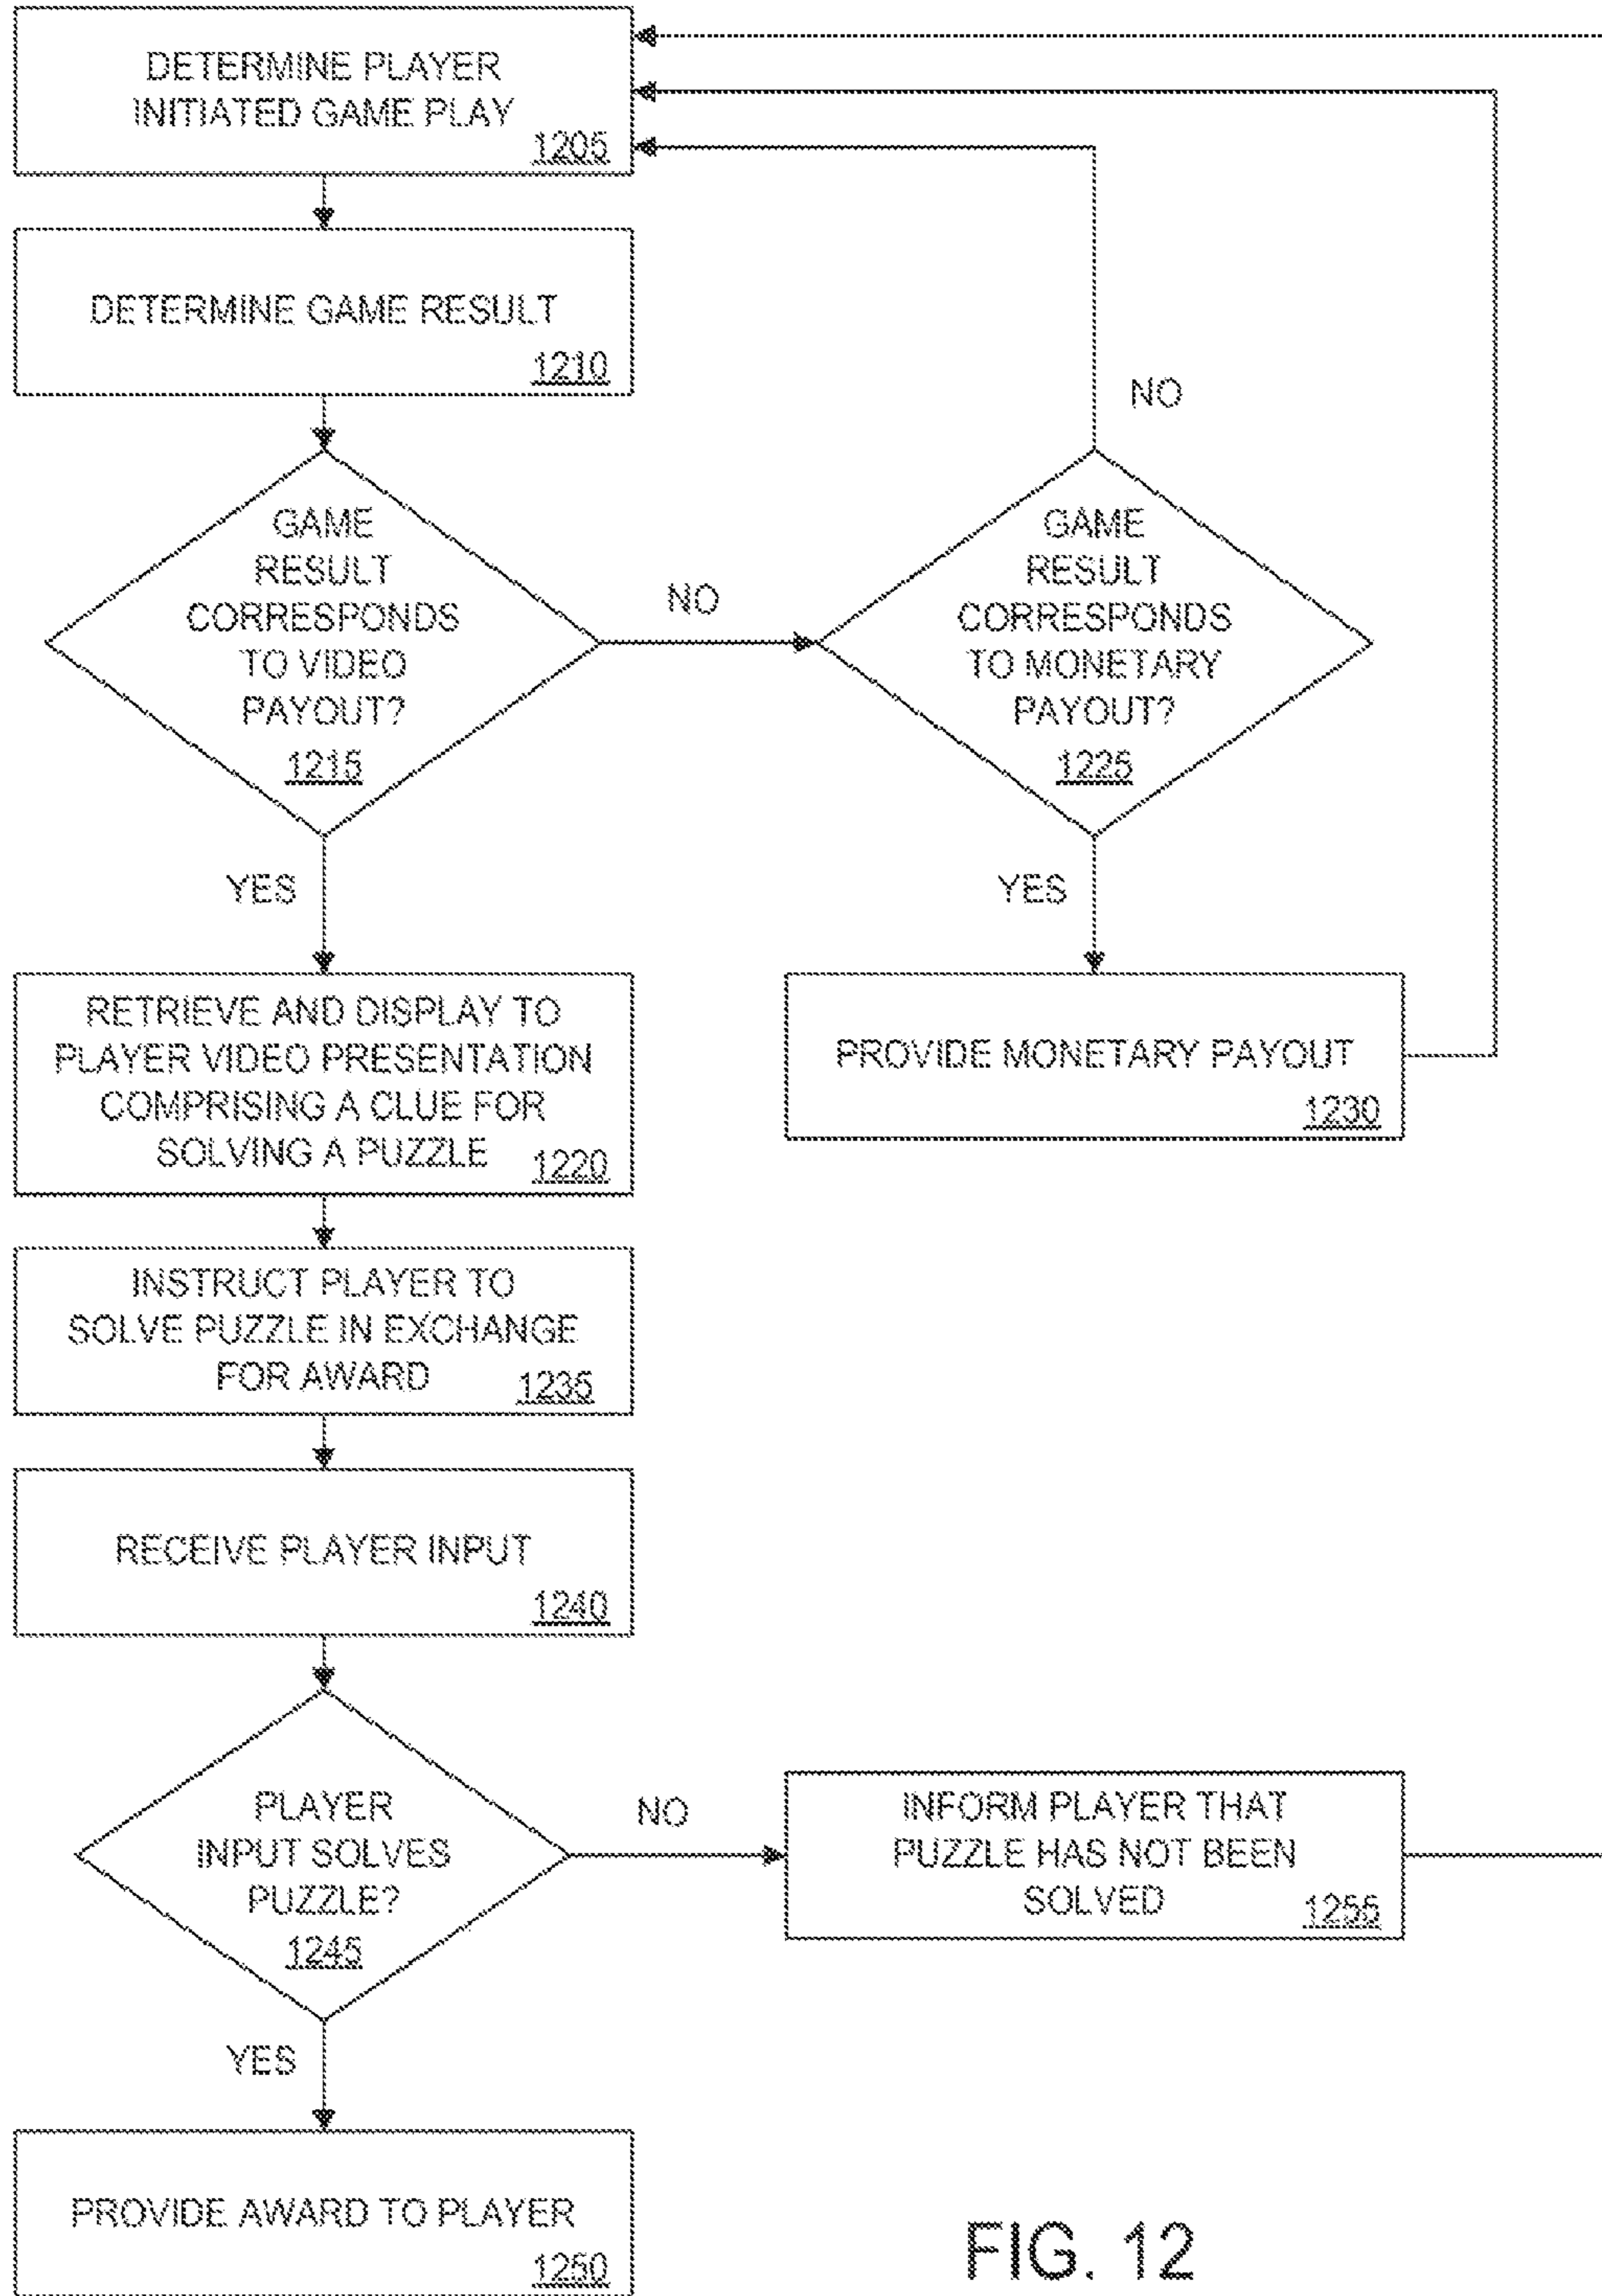 DETERMINE PLAYER
INITIATED GAME PLAY
1205
DETERMINE GAME RESULT
1210
GAME
RESULT
CORRESPONDS
TO VIDEO
PAYOUT?
1215
NO
GAME
RESULT
CORRESPONDS
TO MONETARY
PAYOUT?
1225
NO
YES
YES
RETRIEVE AND DISPLAY TO
PLAYER VIDEO PRESENTATION
COMPRISING A CLUE FOR
SOLVING A PUZZLE 1220
PROVIDE MONETARY PAYOUT
1230
INSTRUCT PLAYER TO
SOLVE PUZZLE IN EXCHANGE
FOR AWARD 1235
RECEIVE PLAYER INPUT
1240
PLAYER
INPUT SOLVES
PUZZLE?
1245
NO
INFORM PLAYER THAT
PUZZLE HAS NOT BEEN
SOLVED 1255
YES
PROVIDE AWARD TO PLAYER
1250
FIG. 12